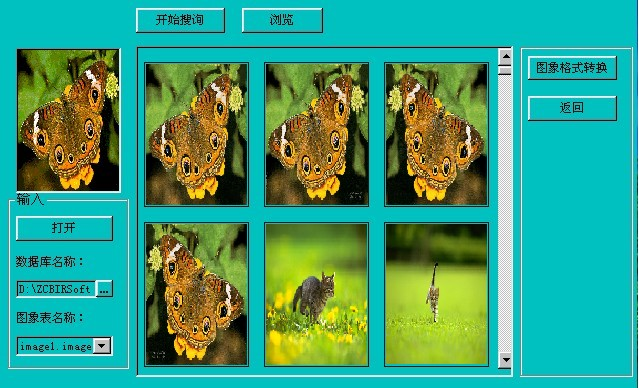 开始搜询
浏览
图象格式转换
返回
输入
打开
数据库名称：
D:\ZCBIRSoft
...
图象表名称：
image1.image